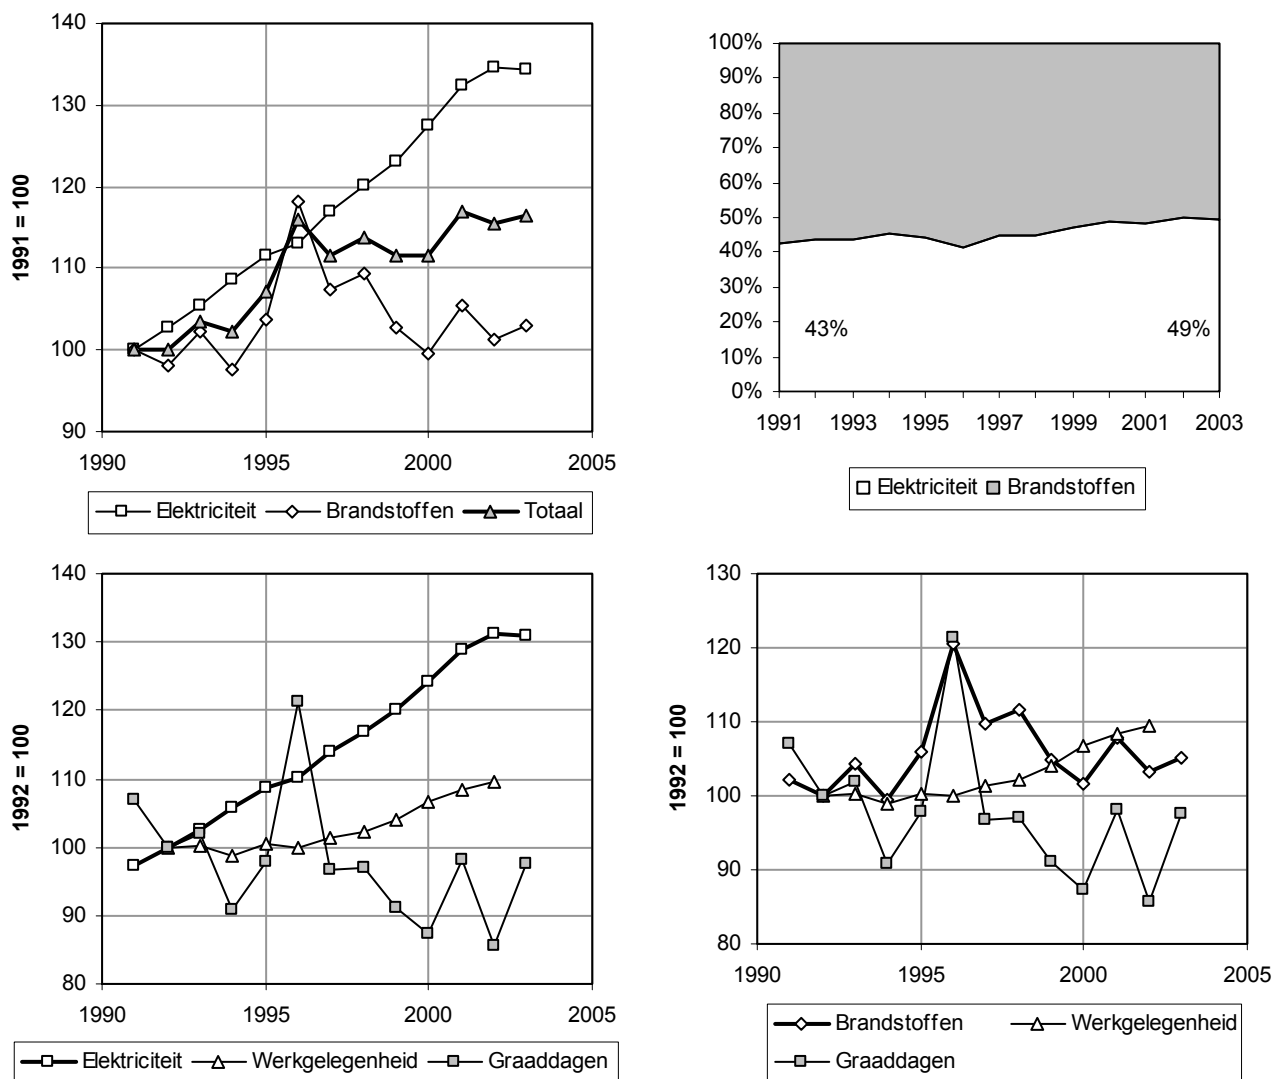 140
130
120
110
100
90
1991 = 100
1990 1995 2000 2005
Elektriciteit Brandstoffen Totaal
100%
90%
80%
70%
60%
50%
40%
30%
20%
10%
0%
43% 49%
1991 1993 1995 1997 1999 2001 2003
Elektriciteit Brandstoffen
140
130
120
110
100
90
80
1992 = 100
1990 1995 2000 2005
Elektriciteit Werkgelegenheid Graaddagen
130
120
110
100
90
80
1992 = 100
1990 1995 2000 2005
Brandstoffen Werkgelegenheid
Graaddagen